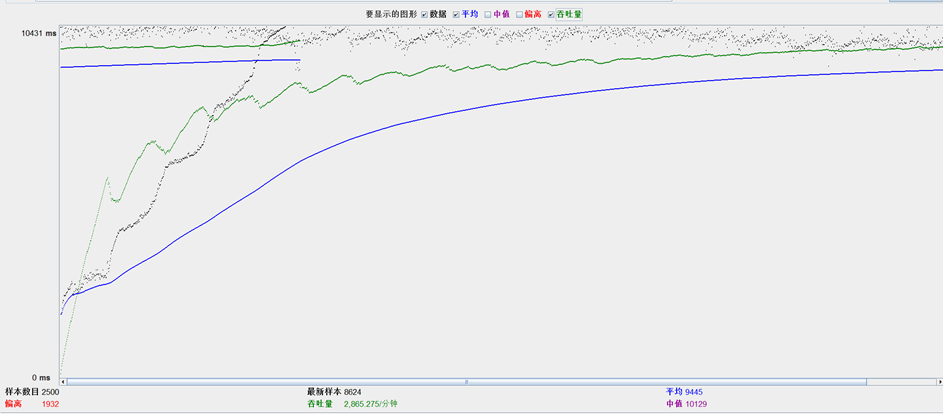 要显示的图形 数据 平均 中值 偏离 吞吐量
10431 ms
0 ms
样本数目 2500 最新样本 8624 平均 9445
偏离 1932 吞吐量 2,865.275/分钟 中值 10129